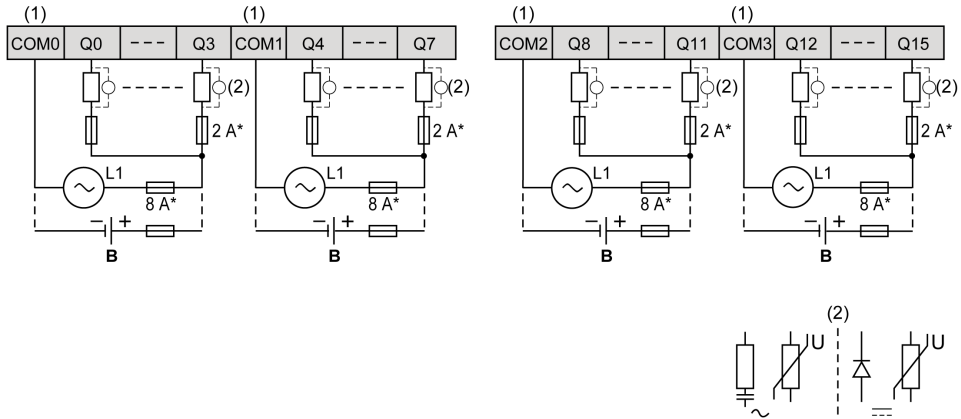 (1) (1) (1) (1)
COM0 Q0 --- Q3 COM1 Q4 --- Q7 COM2 Q8 --- Q11 COM3 Q12 --- Q15
(2) (2) (2) (2)
2 A* 2 A* 2 A* 2 A*
L1 L1 L1 L1
8 A* 8 A* 8 A* 8 A*
− + − + − + − +
B B B B
(2)
U U